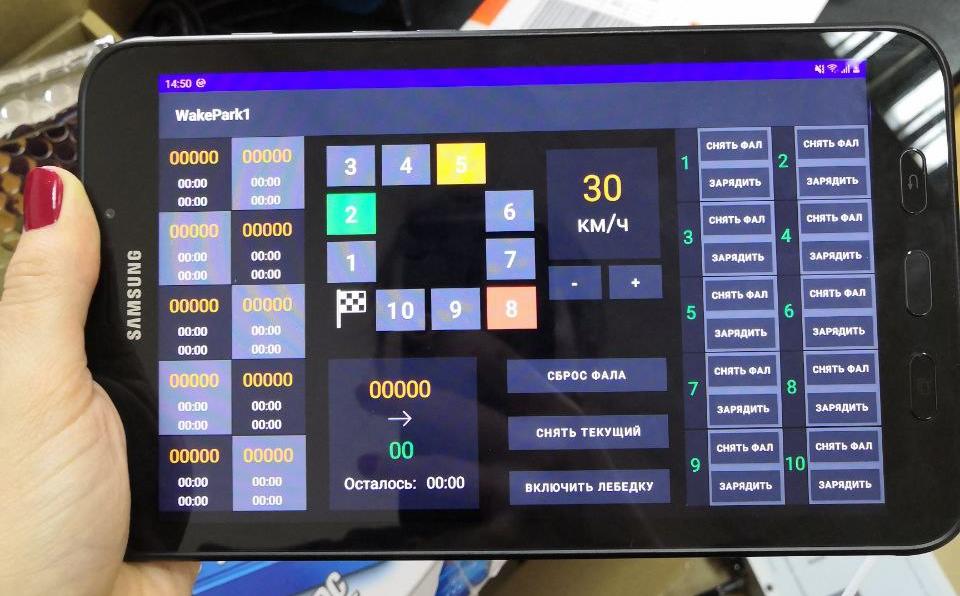 14:50
WakePark1
SAMSUNG
00000 00000
00:00 00:00
00:00 00:00
00000 00000
00:00 00:00
00:00 00:00
00000 00000
00:00 00:00
00:00 00:00
00000 00000
00:00 00:00
00:00 00:00
00000 00000
00:00 00:00
00:00 00:00
3 4 5
2 6
1 7
10 9 8
30
КМ/Ч
- +
00000
→
00
Осталось: 00:00
СБРОС ФАЛА
СНЯТЬ ТЕКУЩИЙ
ВКЛЮЧИТЬ ЛЕБЕДКУ
1 СНЯТЬ ФАЛ 2 СНЯТЬ ФАЛ
ЗАРЯДИТЬ ЗАРЯДИТЬ
3 СНЯТЬ ФАЛ 4 СНЯТЬ ФАЛ
ЗАРЯДИТЬ ЗАРЯДИТЬ
5 СНЯТЬ ФАЛ 6 СНЯТЬ ФАЛ
ЗАРЯДИТЬ ЗАРЯДИТЬ
7 СНЯТЬ ФАЛ 8 СНЯТЬ ФАЛ
ЗАРЯДИТЬ ЗАРЯДИТЬ
9 СНЯТЬ ФАЛ 10 СНЯТЬ ФАЛ
ЗАРЯДИТЬ ЗАРЯДИТЬ